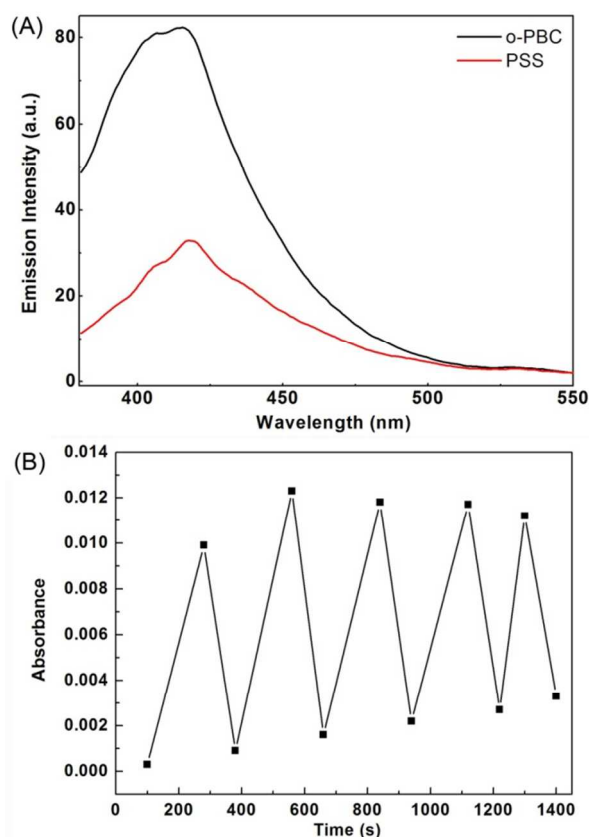 (A)
o-PBC
PSS
80
60
40
20
0
Emission Intensity (a.u.)
400 450 500 550
Wavelength (nm)
(B)
0.014
0.012
0.010
0.008
0.006
0.004
0.002
0.000
Absorbance
0 200 400 600 800 1000 1200 1400
Time (s)